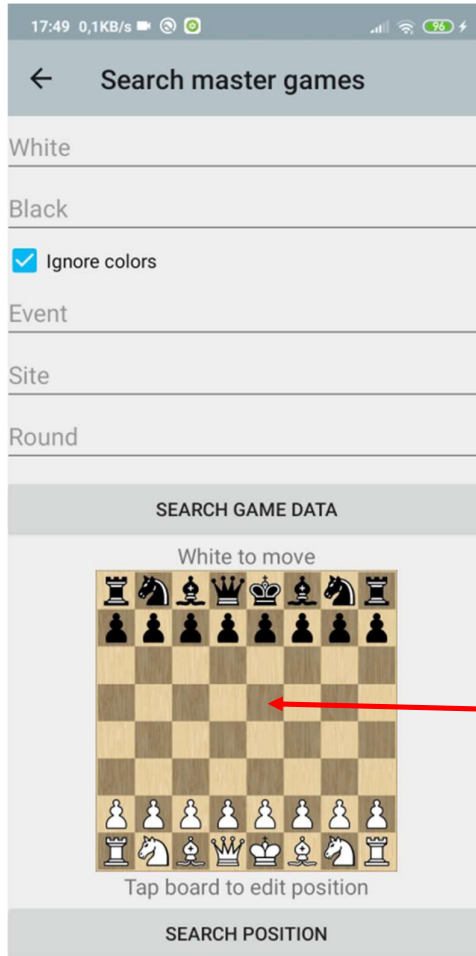 17:49 0,1KB/s 96
Search master games
White
Black
Ignore colors
Event
Site
Round
SEARCH GAME DATA
White to move
Tap board to edit position
SEARCH POSITION